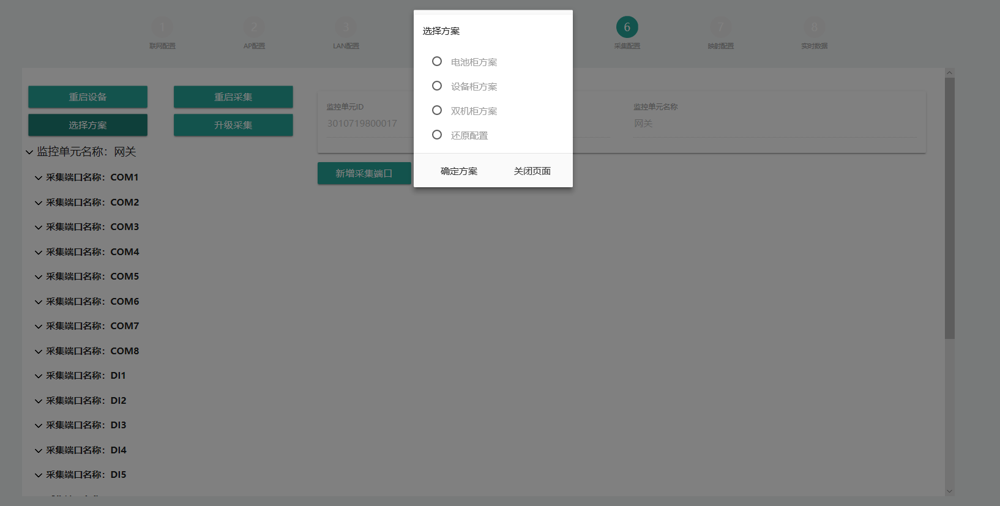 1
2
3
6
7
8
联网配置
AP配置
LAN配置
采集配置
映射配置
实时数据
选择方案
电池柜方案
设备柜方案
双机柜方案
还原配置
确定方案
关闭页面
重启设备
重启采集
选择方案
升级采集
监控单元名称：网关
采集端口名称：COM1
采集端口名称：COM2
采集端口名称：COM3
采集端口名称：COM4
采集端口名称：COM5
采集端口名称：COM6
采集端口名称：COM7
采集端口名称：COM8
采集端口名称：DI1
采集端口名称：DI2
采集端口名称：DI3
采集端口名称：DI4
采集端口名称：DI5
监控单元ID
3010719800017
监控单元名称
网关
新增采集端口